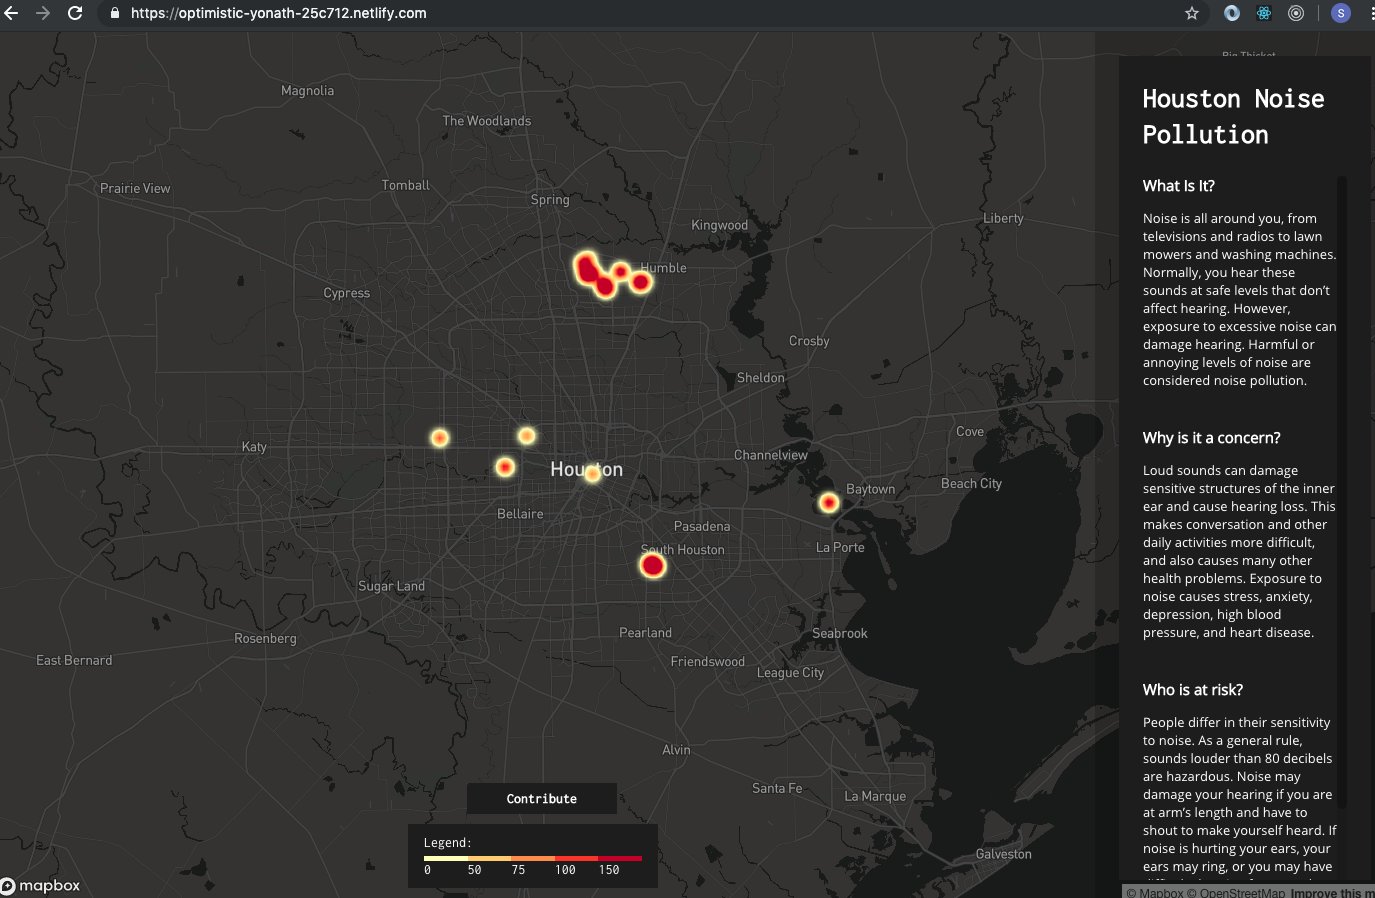 https://optimistic-yonath-25c712.netlify.com
S
Big Thicket
Magnolia
The Woodlands
Prairie View
Tomball
Spring
Kingwood
Liberty
Humble
Cypress
Crosby
Sheldon
Katy
Houston
Channelview
Cove
Baytown
Beach City
Bellaire
Pasadena
South Houston
La Porte
Sugar Land
Rosenberg
Pearland
Seabrook
East Bernard
Friendswood
League City
Alvin
Santa Fe
La Marque
Galveston
Contribute
Legend:
0 50 75 100 150
mapbox
Houston Noise
Pollution
What is It?
Noise is all around you, from
televisions and radios to lawn
mowers and washing machines.
Normally, you hear these
sounds at safe levels that don’t
affect hearing. However,
exposure to excessive noise can
damage hearing. Harmful or
annoying levels of noise are
considered noise pollution.
Why is it a concern?
Loud sounds can damage
sensitive structures of the inner
ear and cause hearing loss. This
makes conversation and other
daily activities more difficult,
and also causes many other
health problems. Exposure to
noise causes stress, anxiety,
depression, high blood
pressure, and heart disease.
Who is at risk?
People differ in their sensitivity
to noise. As a general rule,
sounds louder than 80 decibels
are hazardous. Noise may
damage your hearing if you are
at arm’s length and have to
shout to make yourself heard. If
noise is hurting your ears, your
ears may ring, or you may have
© Mapbox © OpenStreetMap Improve this m